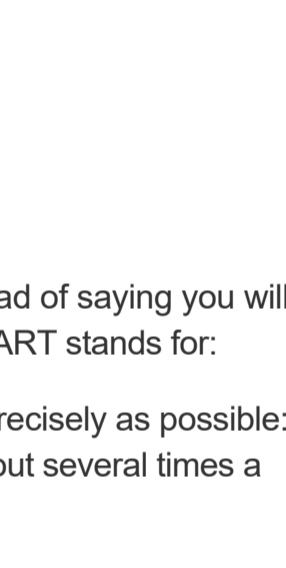 ad of saying you will
ART stands for:
recisely as possible:
out several times a